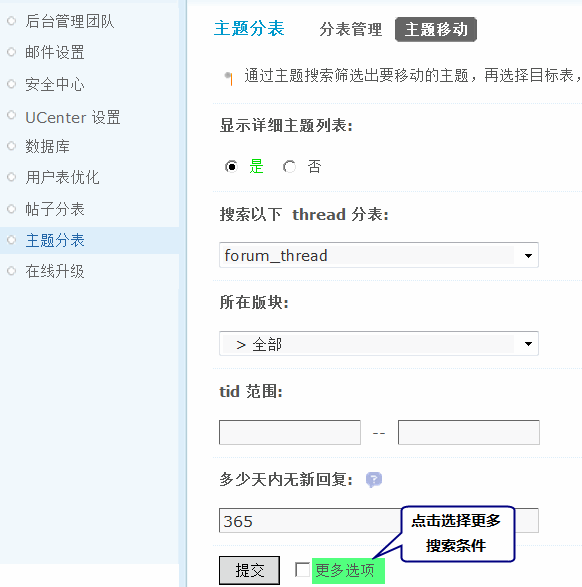 后台管理团队
邮件设置
安全中心
UCenter 设置
数据库
用户表优化
帖子分表
主题分表
在线升级
主题分表 分表管理 主题移动
通过主题搜索筛选出要移动的主题，再选择目标表，
显示详细主题列表:
是 否
搜索以下 thread 分表:
forum_thread
所在版块:
> 全部
tid 范围:
--
多少天内无新回复: ?
365
点击选择更多
搜索条件
提交 更多选项